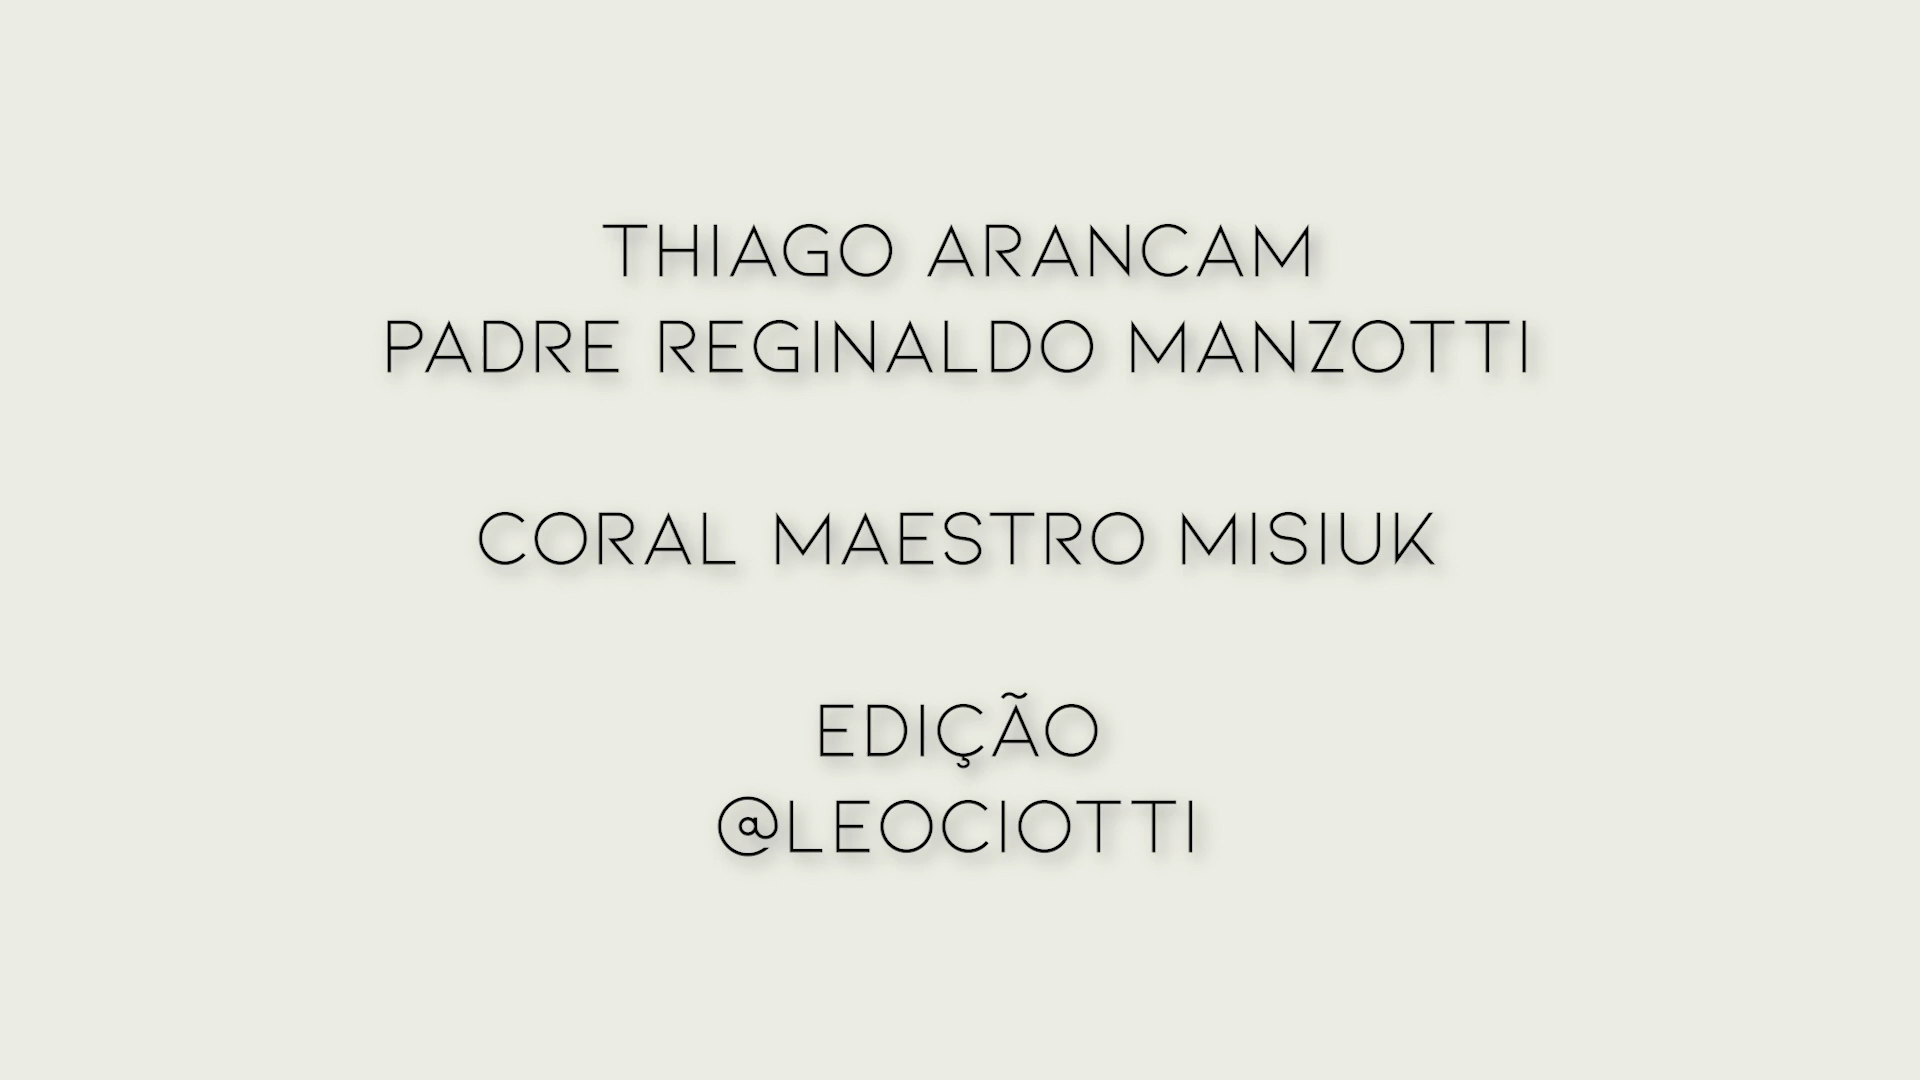 THIAGO ARANCAM
PADRE REGINALDO MANZOTTI
CORAL MAESTRO MISIUK
EDIÇÃO
@LEOCIOTTI